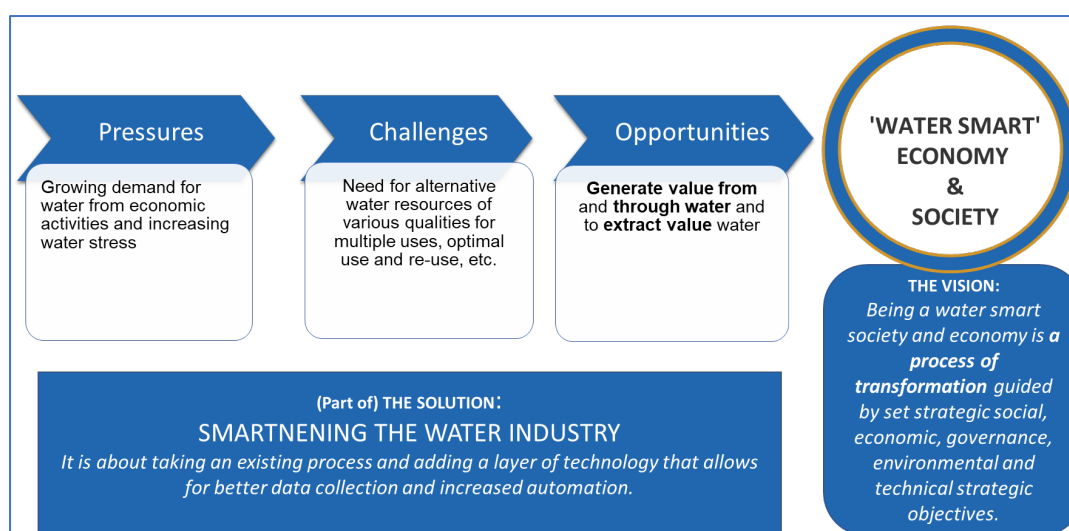 Pressures
Growing demand for
water from economic
activities and increasing
water stress
Challenges
Need for alternative
water resources of
various qualities for
multiple uses, optimal
use and re-use, etc.
Opportunities
Generate value from
and through water and
to extract value water
'WATER SMART'
ECONOMY
&
SOCIETY
THE VISION:
Being a water smart
society and economy is a
process of
transformation guided
by set strategic social,
economic, governance,
environmental and
technical strategic
objectives.
(Part of) THE SOLUTION:
SMARTNENING THE WATER INDUSTRY
It is about taking an existing process and adding a layer of technology that allows
for better data collection and increased automation.